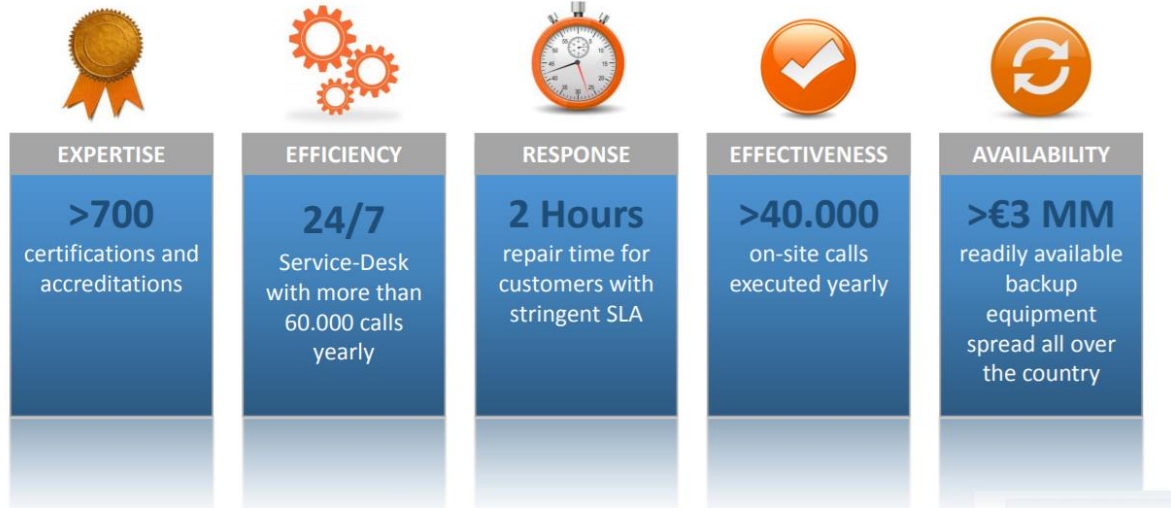 EXPERTISE
>700
certifications and
accreditations
EFFICIENCY
24/7
Service-Desk
with more than
60.000 calls
yearly
RESPONSE
2 Hours
repair time for
customers with
stringent SLA
EFFECTIVENESS
>40.000
on-site calls
executed yearly
AVAILABILITY
>€3 MM
readily available
backup
equipment
spread all over
the country